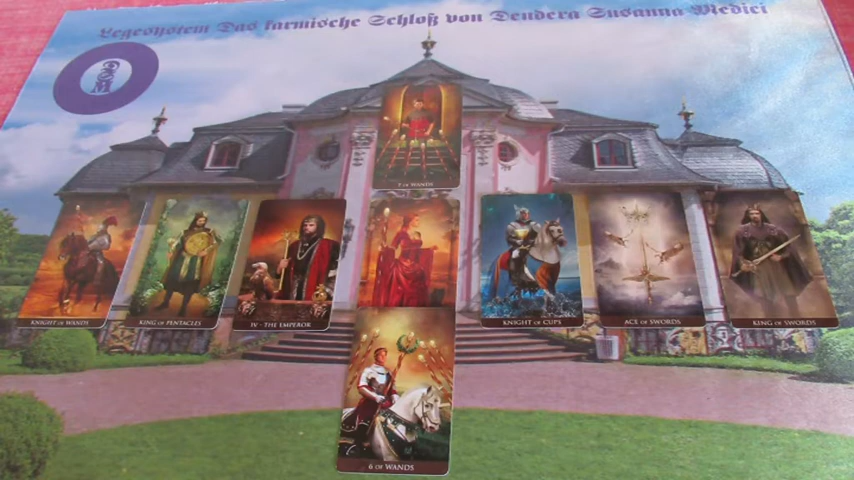 Legesystem Das karmische Schloß von Dendera Susanna Medici
7 OF WANDS
KNIGHT OF WANDS
KING OF PENTACLES
IV - THE EMPEROR
KNIGHT OF CUPS
ACE OF SWORDS
KING OF SWORDS
6 OF WANDS